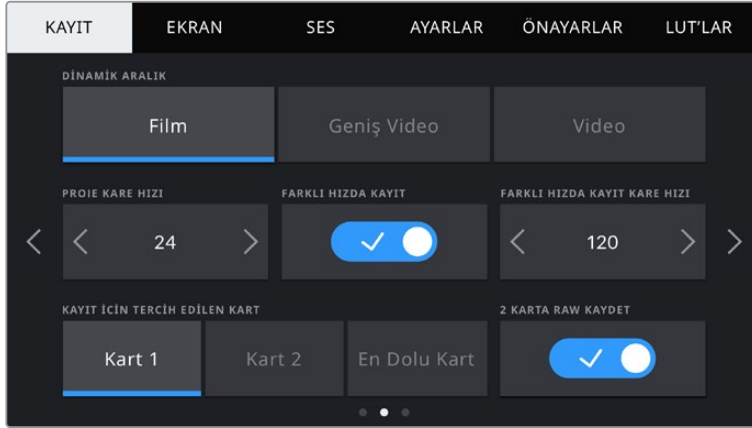 KAYIT EKRAN SES AYARLAR ÖNAYARLAR LUT'LAR
DİNAMİK ARALIK
Film Geniş Video Video
PROJE KARE HIZI FARKLI HIZDA KAYIT FARKLI HIZDA KAYIT KARE HIZI
24 120
KAYIT İÇİN TERCİH EDİLEN KART 2 KARTA RAW KAYDET
Kart 1 Kart 2 En Dolu Kart